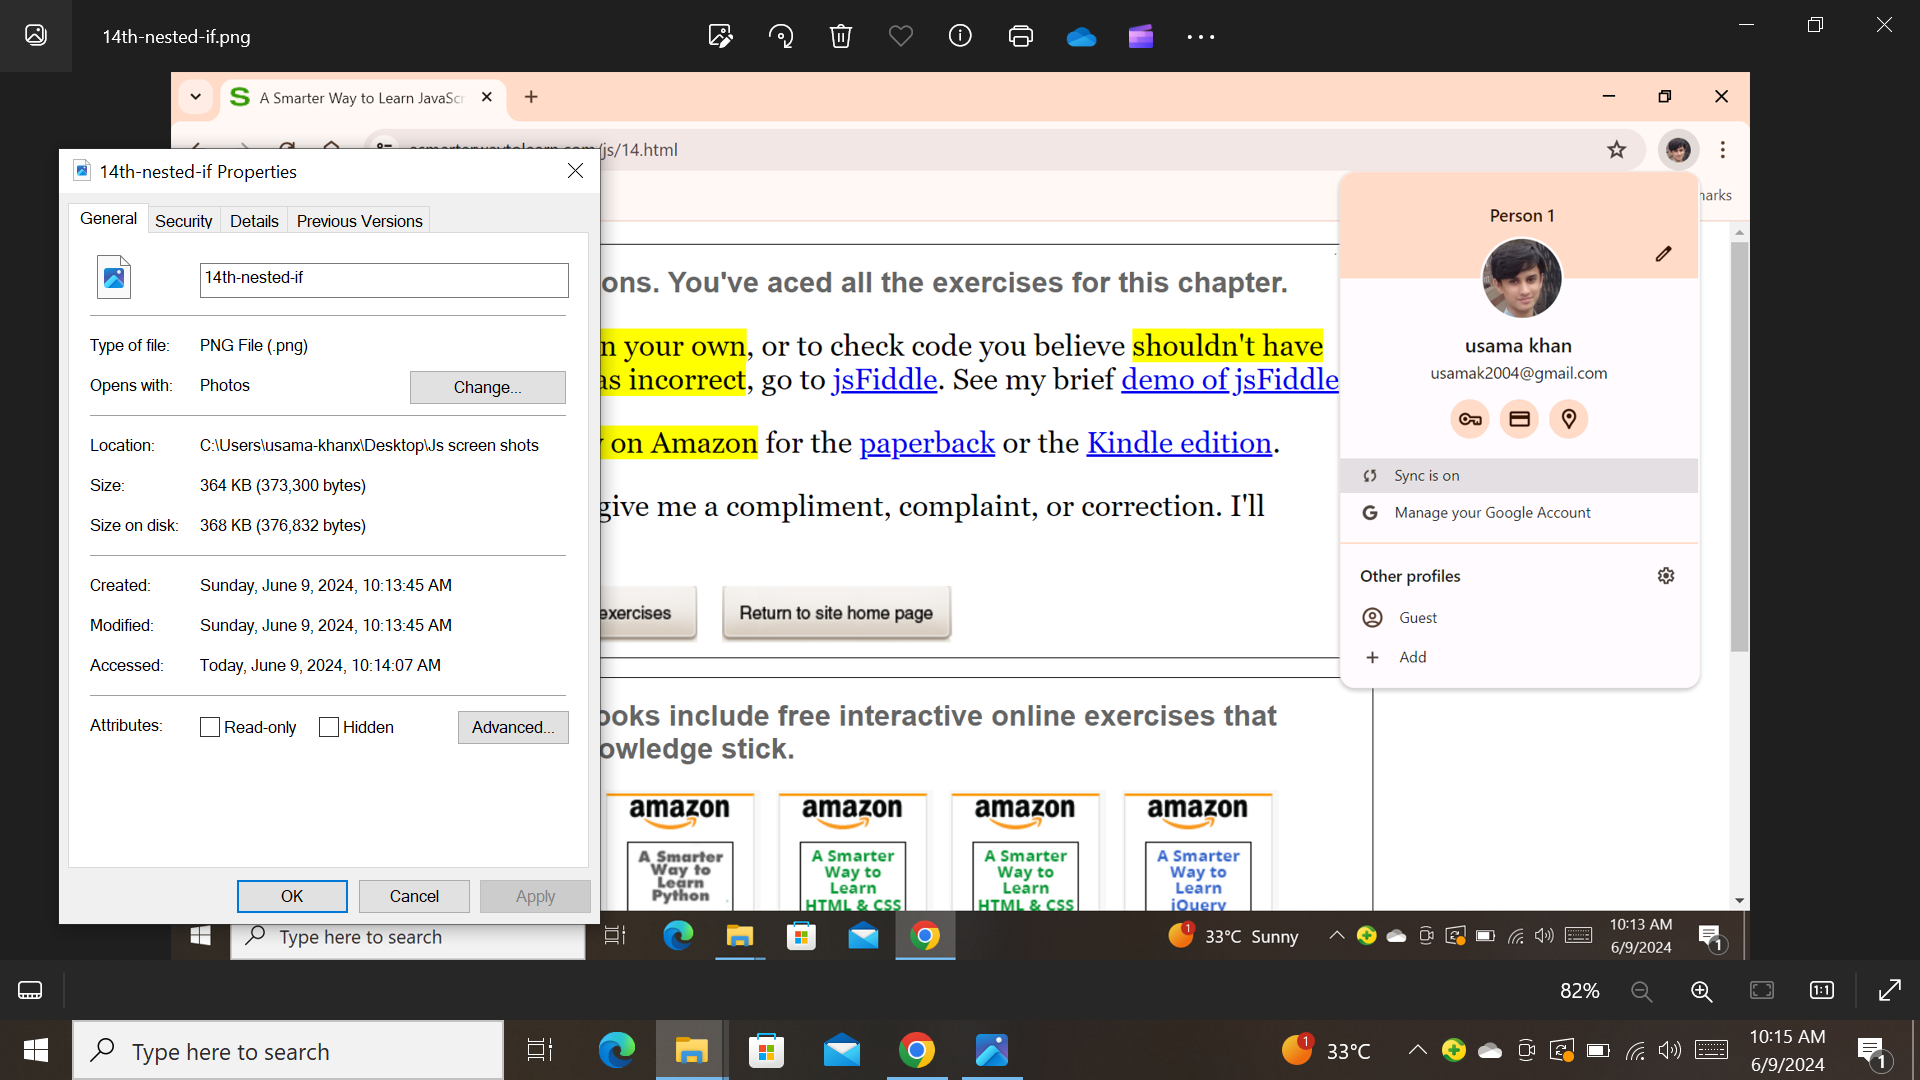 14th-nested-if.png
A Smarter Way to Learn JavaScr
/js/14.html
14th-nested-if Properties
General
Security
Details
Previous Versions
14th-nested-if
Type of file: PNG File (.png)
Opens with: Photos
Change...
Location: C:\Users\usama-khanx\Desktop\Js screen shots
Size: 364 KB (373,300 bytes)
Size on disk: 368 KB (376,832 bytes)
Created: Sunday, June 9, 2024, 10:13:45 AM
Modified: Sunday, June 9, 2024, 10:13:45 AM
Accessed: Today, June 9, 2024, 10:14:07 AM
Attributes: Read-only Hidden Advanced...
OK Cancel Apply
ons. You've aced all the exercises for this chapter.
n your own, or to check code you believe shouldn't have
as incorrect, go to jsFiddle. See my brief demo of jsFiddle
on Amazon for the paperback or the Kindle edition.
give me a compliment, complaint, or correction. I'll
exercises
Return to site home page
ooks include free interactive online exercises that
owledge stick.
amazon
A Smarter
Way to
Learn
Python
amazon
A Smarter
Way to
Learn
HTML & CSS
amazon
A Smarter
Way to
Learn
HTML & CSS
amazon
A Smarter
Way to
Learn
jQuery
arks
Person 1
usama khan
usamak2004@gmail.com
Sync is on
Manage your Google Account
Other profiles
Guest
Add
Type here to search
1
33°C Sunny
10:13 AM
6/9/2024
1
82%
1:1
Type here to search
1
33°C
10:15 AM
6/9/2024
1